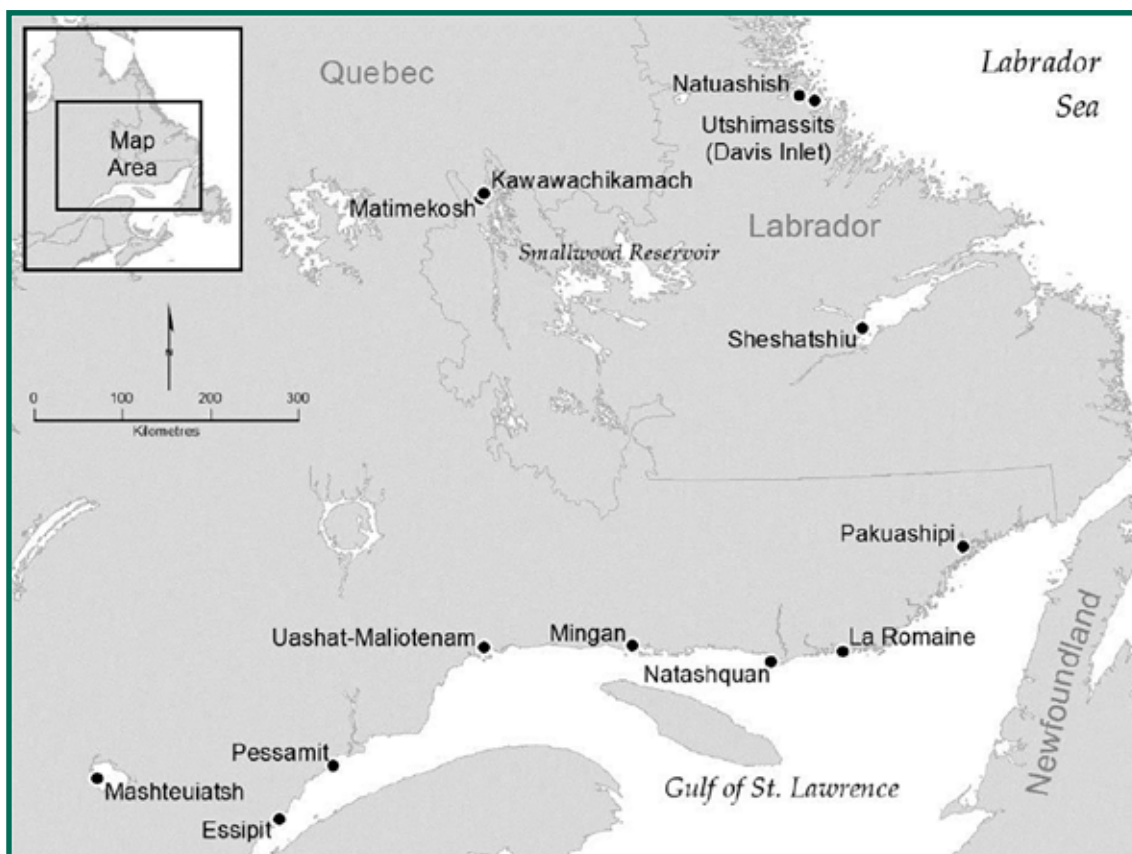 Quebec
Labrador
Sea
Natuashish
Utshimassits
(Davis Inlet)
Map
Area
Kawawachikamach
Matimekosh
Labrador
Smallwood Reservoir
Sheshatshiu
0 100 200 300
Kilometres
Pakuashipi
Uashat-Maliotenam
Mingan
La Romaine
Natashquan
Newfoundland
Pessamit
Mashteuiatsh
Gulf of St. Lawrence
Essipit